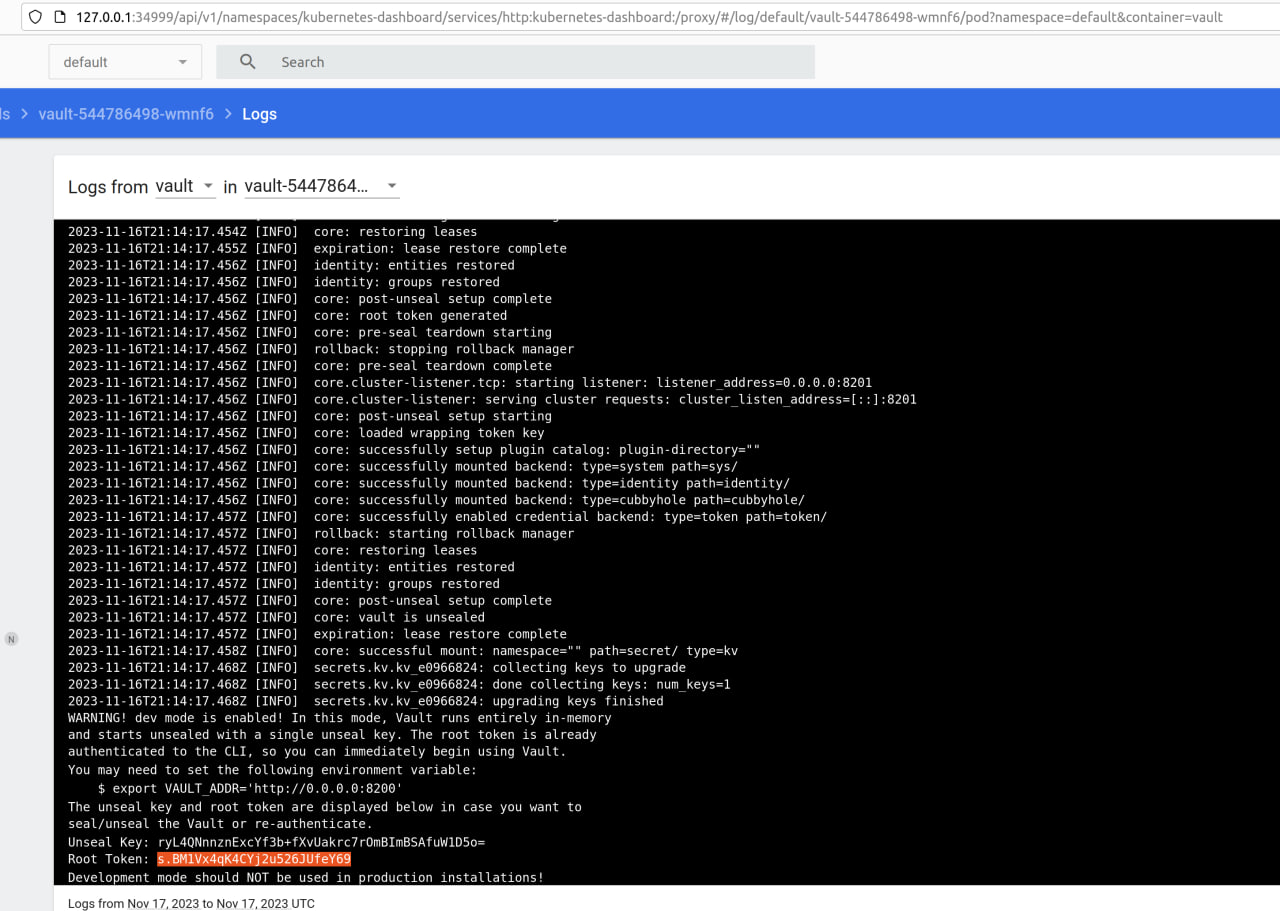 127.0.0.1:34999/api/v1/namespaces/kubernetes-dashboard/services/http:kubernetes-dashboard:/proxy/#/log/default/vault-544786498-wmnf6/pod?namespace=default&container=vault
default Search
ls > vault-544786498-wmnf6 > Logs
Logs from vault in vault-5447864...
2023-11-16T21:14:17.454Z [INFO]  core: restoring leases
2023-11-16T21:14:17.455Z [INFO]  expiration: lease restore complete
2023-11-16T21:14:17.456Z [INFO]  identity: entities restored
2023-11-16T21:14:17.456Z [INFO]  identity: groups restored
2023-11-16T21:14:17.456Z [INFO]  core: post-unseal setup complete
2023-11-16T21:14:17.456Z [INFO]  core: root token generated
2023-11-16T21:14:17.456Z [INFO]  core: pre-seal teardown starting
2023-11-16T21:14:17.456Z [INFO]  rollback: stopping rollback manager
2023-11-16T21:14:17.456Z [INFO]  core: pre-seal teardown complete
2023-11-16T21:14:17.456Z [INFO]  core.cluster-listener.tcp: starting listener: listener_address=0.0.0.0:8201
2023-11-16T21:14:17.456Z [INFO]  core.cluster-listener: serving cluster requests: cluster_listen_address=[::]:8201
2023-11-16T21:14:17.456Z [INFO]  core: post-unseal setup starting
2023-11-16T21:14:17.456Z [INFO]  core: loaded wrapping token key
2023-11-16T21:14:17.456Z [INFO]  core: successfully setup plugin catalog: plugin-directory=""
2023-11-16T21:14:17.456Z [INFO]  core: successfully mounted backend: type=system path=sys/
2023-11-16T21:14:17.456Z [INFO]  core: successfully mounted backend: type=identity path=identity/
2023-11-16T21:14:17.456Z [INFO]  core: successfully mounted backend: type=cubbyhole path=cubbyhole/
2023-11-16T21:14:17.457Z [INFO]  core: successfully enabled credential backend: type=token path=token/
2023-11-16T21:14:17.457Z [INFO]  rollback: starting rollback manager
2023-11-16T21:14:17.457Z [INFO]  core: restoring leases
2023-11-16T21:14:17.457Z [INFO]  identity: entities restored
2023-11-16T21:14:17.457Z [INFO]  identity: groups restored
2023-11-16T21:14:17.457Z [INFO]  core: post-unseal setup complete
2023-11-16T21:14:17.457Z [INFO]  core: vault is unsealed
2023-11-16T21:14:17.457Z [INFO]  expiration: lease restore complete
2023-11-16T21:14:17.458Z [INFO]  core: successful mount: namespace="" path=secret/ type=kv
2023-11-16T21:14:17.468Z [INFO]  secrets.kv.kv_e0966824: collecting keys to upgrade
2023-11-16T21:14:17.468Z [INFO]  secrets.kv.kv_e0966824: done collecting keys: num_keys=1
2023-11-16T21:14:17.468Z [INFO]  secrets.kv.kv_e0966824: upgrading keys finished
WARNING! dev mode is enabled! In this mode, Vault runs entirely in-memory
and starts unsealed with a single unseal key. The root token is already
authenticated to the CLI, so you can immediately begin using Vault.
You may need to set the following environment variable:
    $ export VAULT_ADDR='http://0.0.0.0:8200'
The unseal key and root token are displayed below in case you want to
seal/unseal the Vault or re-authenticate.
Unseal Key: ryL4QNnnznExcYf3b+fXvUakrc7rOmBImBSAfuW1D5o=
Root Token: s.BM1Vx4qK4CYj2u526JUfeY69
Development mode should NOT be used in production installations!
N
Logs from Nov 17, 2023 to Nov 17, 2023 UTC